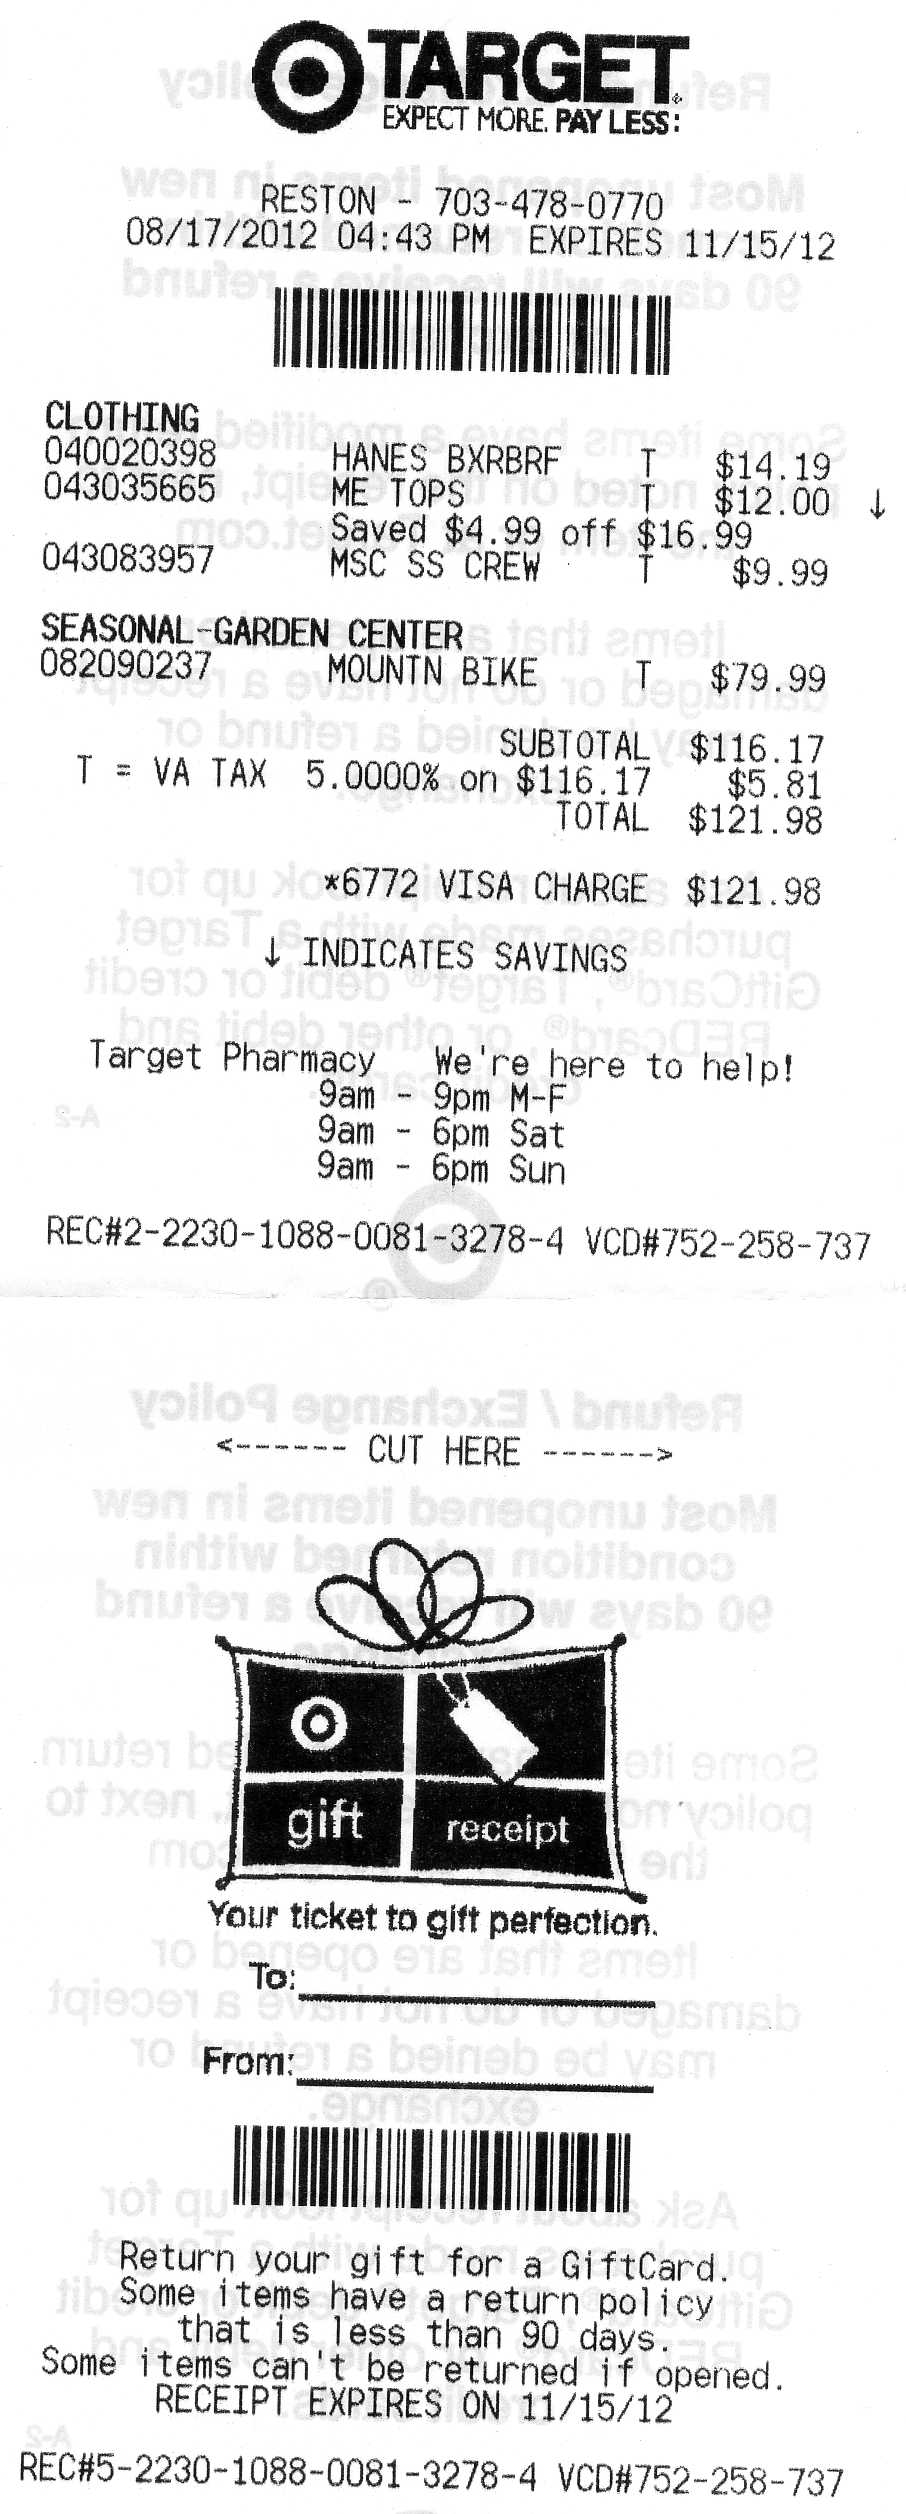 TARGET
EXPECT MORE. PAY LESS:
RESTON - 703-478-0770
08/17/2012 04:43 PM EXPIRES 11/15/12
CLOTHING
040020398 HANES BXRBRF T $14.19
043035665 ME TOPS T $12.00 ↓
Saved $4.99 off $16.99
043083957 MSC SS CREW T $9.99
SEASONAL-GARDEN CENTER
082090237 MOUNTN BIKE T $79.99
SUBTOTAL $116.17
T = VA TAX 5.0000% on $116.17 $5.81
TOTAL $121.98
*6772 VISA CHARGE $121.98
↓ INDICATES SAVINGS
Target Pharmacy We're here to help!
9am - 9pm M-F
9am - 6pm Sat
9am - 6pm Sun
REC#2-2230-1088-0081-3278-4 VCD#752-258-737
<------ CUT HERE ------>
gift receipt
Your ticket to gift perfection.
To:
From:
Return your gift for a GiftCard.
Some items have a return policy
that is less than 90 days.
Some items can't be returned if opened.
RECEIPT EXPIRES ON 11/15/12
REC#5-2230-1088-0081-3278-4 VCD#752-258-737